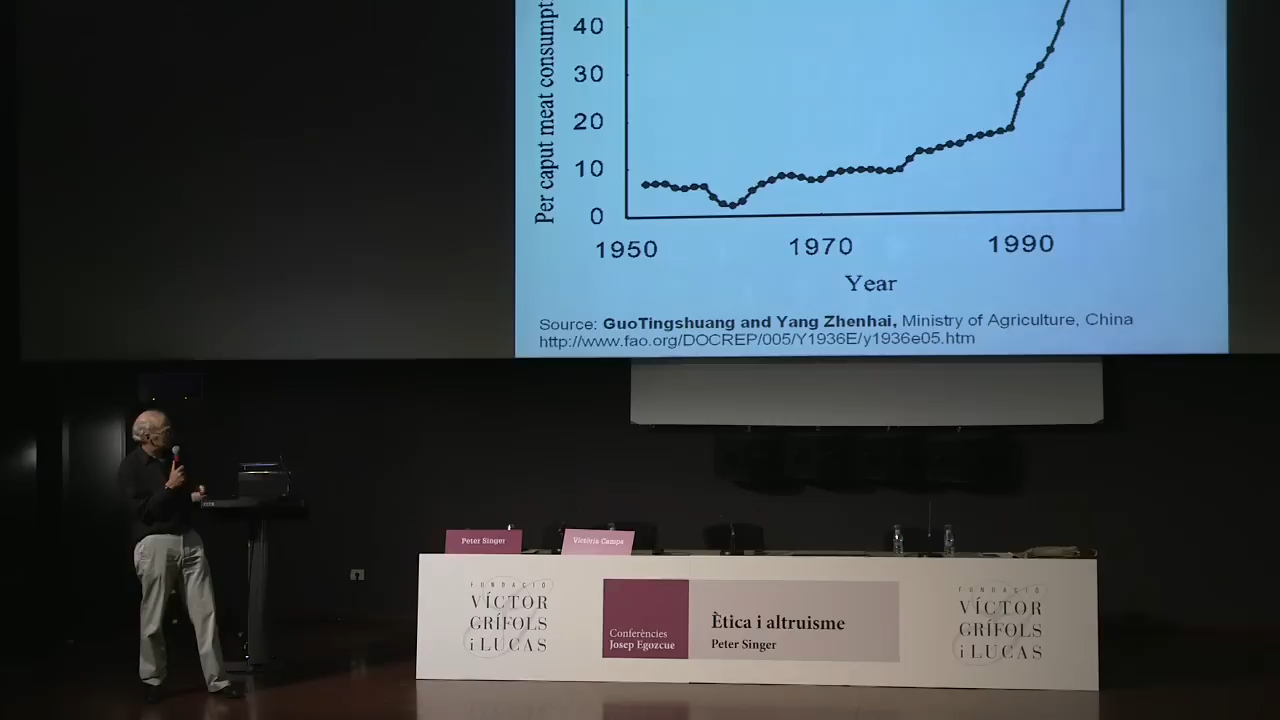 Per caput meat consumpt
40
30
20
10
0
1950
1970
1990
Year
Source: GuoTingshuang and Yang Zhenhai, Ministry of Agriculture, China
http://www.fao.org/DOCREP/005/Y1936E/y1936e05.htm
Peter Singer
Victòria Camps
FUNDACIÓ
VÍCTOR
GRÍFOLS
i LUCAS
Conferències
Josep Egozcue
Ètica i altruisme
Peter Singer
FUNDACIÓ
VÍCTOR
GRÍFOLS
i LUCAS